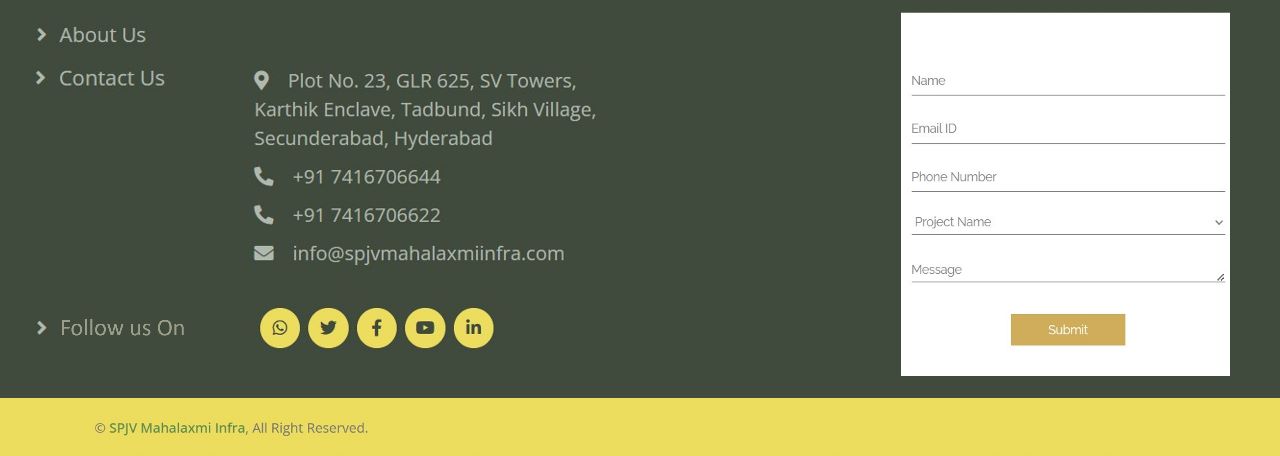 About Us
Contact Us
Plot No. 23, GLR 625, SV Towers,
Karthik Enclave, Tadbund, Sikh Village,
Secunderabad, Hyderabad
+91 7416706644
+91 7416706622
info@spjvmahalaxmiinfra.com
Follow us On
Name
Email ID
Phone Number
Project Name
Message
Submit
© SPJV Mahalaxmi Infra, All Right Reserved.